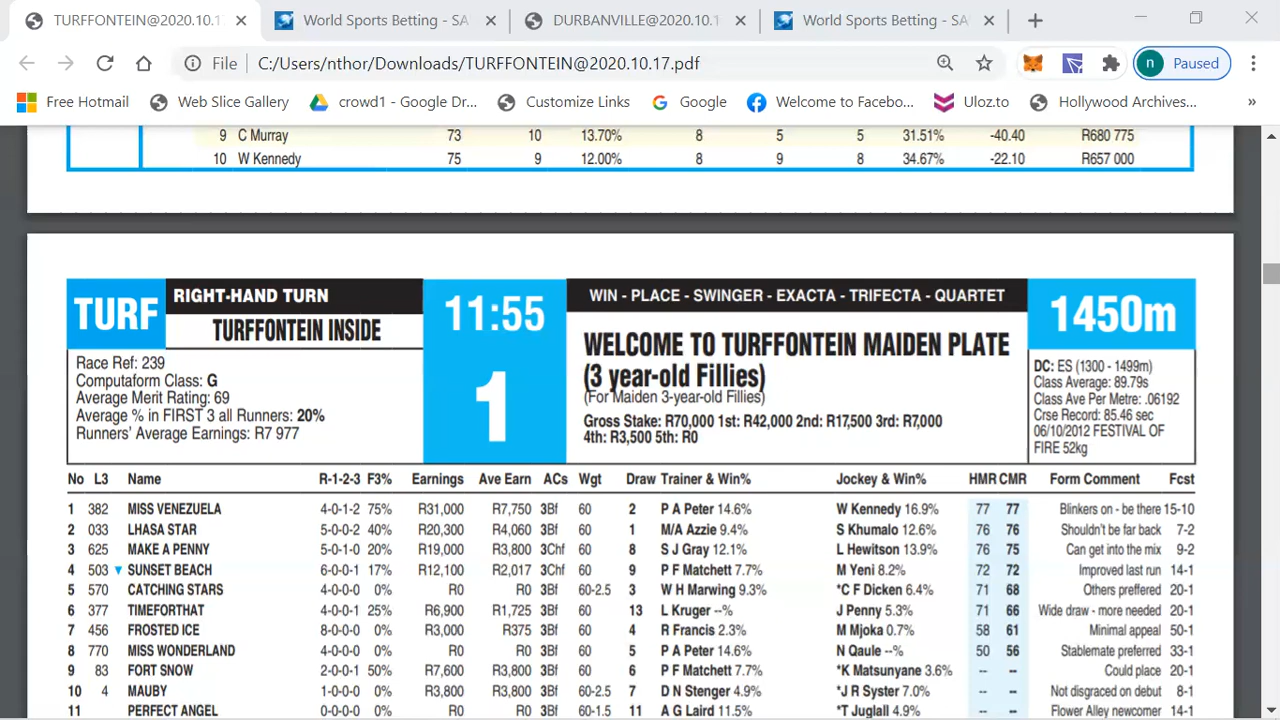 TURFFONTEIN@2020.10.1 World Sports Betting - SA DURBANVILLE@2020.10.1 World Sports Betting - SA
File C:/Users/nthor/Downloads/TURFFONTEIN@2020.10.17.pdf n Paused
Free Hotmail Web Slice Gallery crowd1 - Google Dr... Customize Links Google Welcome to Facec... Uloz.to Hollywood Archives... »
9 C Murray 73 10 13.70% 8 5 5 31.51% -40.40 R680 775
10 W Kennedy 75 9 12.00% 8 9 8 34.67% -22.10 R657 000
TURF
RIGHT-HAND TURN
TURFFONTEIN INSIDE
Race Ref: 239
Computaform Class: G
Average Merit Rating: 69
Average % in FIRST 3 all Runners: 20%
Runners' Average Earnings: R7 977
11:55
1
WIN - PLACE - SWINGER - EXACTA - TRIFECTA - QUARTET
WELCOME TO TURFFONTEIN MAIDEN PLATE
(3 year-old Fillies)
(For Maiden 3-year-old Fillies)
Gross Stake: R70,000 1st: R42,000 2nd: R17,500 3rd: R7,000
4th: R3,500 5th: R0
1450m
DC: ES (1300 - 1499m)
Class Average: 89.79s
Class Ave Per Metre: .06192
Crse Record: 85.46 sec
06/10/2012 FESTIVAL OF
FIRE 52kg
No L3 Name R-1-2-3 F3% Earnings Ave Earn ACs Wgt Draw Trainer & Win% Jockey & Win% HMR CMR Form Comment Fcst
1 382 MISS VENEZUELA 4-0-1-2 75% R31,000 R7,750 3Bf 60 2 P A Peter 14.6% W Kennedy 16.9% 77 77 Blinkers on - be there 15-10
2 033 LHASA STAR 5-0-0-2 40% R20,300 R4,060 3Bf 60 1 M/A Azzie 9.4% S Khumalo 12.6% 76 76 Shouldn't be far back 7-2
3 625 MAKE A PENNY 5-0-1-0 20% R19,000 R3,800 3Chf 60 8 S J Gray 12.1% L Hewitson 13.9% 76 75 Can get into the mix 9-2
4 503 SUNSET BEACH 6-0-0-1 17% R12,100 R2,017 3Chf 60 9 P F Matchett 7.7% M Yeni 8.2% 72 72 Improved last run 14-1
5 570 CATCHING STARS 4-0-0-0 0% R0 R0 3Bf 60-2.5 3 W H Marwing 9.3% *C F Dicken 6.4% 71 68 Others preffered 20-1
6 377 TIMEFORTHAT 4-0-0-1 25% R6,900 R1,725 3Bf 60 13 L Kruger --% J Penny 5.3% 71 66 Wide draw - more needed 20-1
7 456 FROSTED ICE 8-0-0-0 0% R3,000 R375 3Bf 60 4 R Francis 2.3% M Mjoka 0.7% 58 61 Minimal appeal 50-1
8 770 MISS WONDERLAND 4-0-0-0 0% R0 R0 3Bf 60 5 P A Peter 14.6% N Qaule --% 50 56 Stablemate preferred 33-1
9 83 FORT SNOW 2-0-0-1 50% R7,600 R3,800 3Bf 60 6 P F Matchett 7.7% *K Matsunyane 3.6% -- -- Could place 20-1
10 4 MAUBY 1-0-0-0 0% R3,800 R3,800 3Bf 60-2.5 7 D N Stenger 4.9% *J R Syster 7.0% -- -- Not disgraced on debut 8-1
11 PERFECT ANGEL 0-0-0-0 0% R0 R0 3Bf 60-1.5 11 A G Laird 11.5% *T Juglall 4.9% -- -- Flower Alley newcomer 14-1